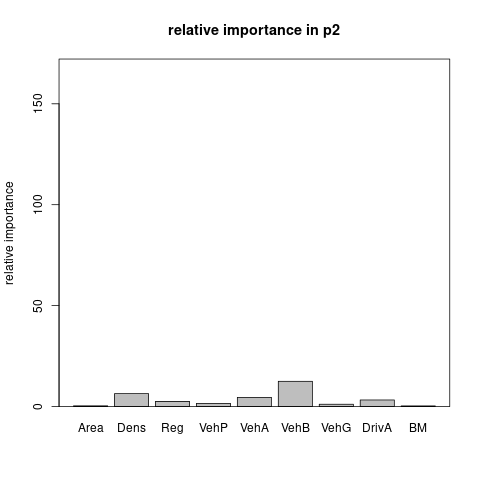 relative importance in p2
relative importance
150
100
50
0
Area Dens Reg VehP VehA VehB VehG DrivA BM